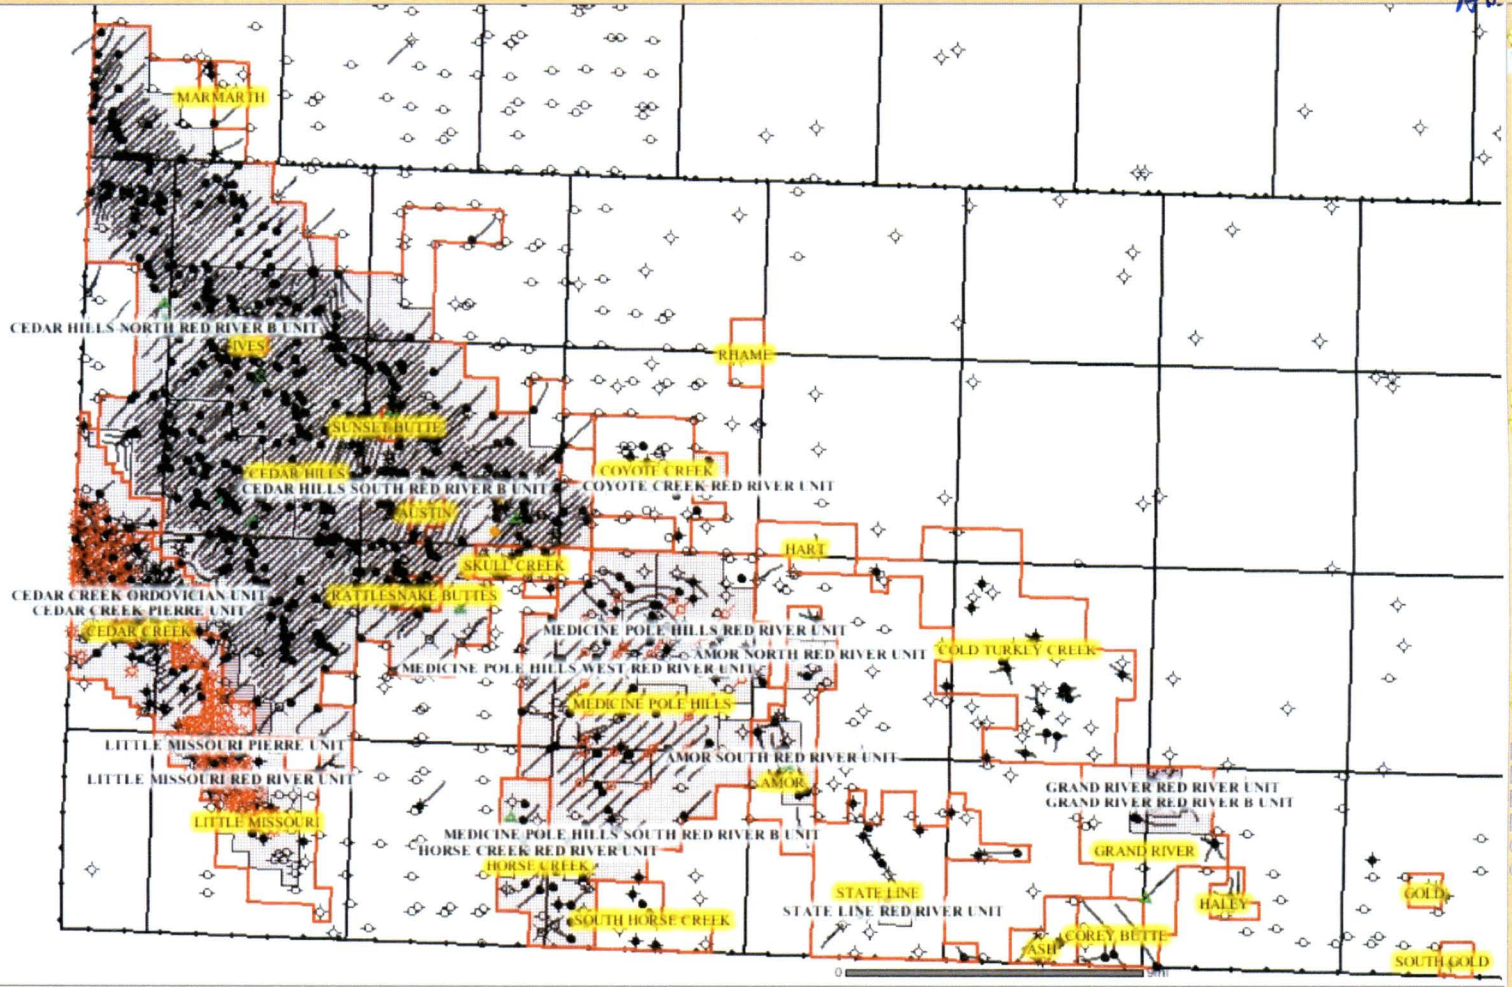 MARMARTH
CEDAR HILLS NORTH RED RIVER B UNIT
IVES
RHAME
SUNSET BUTTE
CEDAR HILLS
CEDAR HILLS SOUTH RED RIVER B UNIT
COYOTE CREEK
COYOTE CREEK-RED RIVER UNIT
AUSTIN
HART
SKULL CREEK
CEDAR CREEK ORDOVICIAN UNIT
RATTLESNAKE BUTTES
CEDAR CREEK PIERRE UNIT
CEDAR CREEK
MEDICINE POLE HILLS RED RIVER UNIT
AMOR NORTH RED RIVER UNIT
COLD TURKEY CREEK
MEDICINE POLE HILLS WEST RED RIVER UNIT
MEDICINE POLE HILLS
LITTLE MISSOURI PIERRE UNIT
AMOR SOUTH RED RIVER UNIT
LITTLE MISSOURI RED RIVER UNIT
AMOR
GRAND RIVER RED RIVER UNIT
GRAND RIVER RED RIVER B UNIT
LITTLE MISSOURI
MEDICINE POLE HILLS SOUTH RED RIVER B UNIT
HORSE CREEK RED RIVER UNIT
GRAND RIVER
HORSE CREEK
STATE LINE
GOLD
STATE LINE RED RIVER UNIT
HALEY
SOUTH HORSE CREEK
COREY BUTTE
ASH
SOUTH GOLD
0
9mi